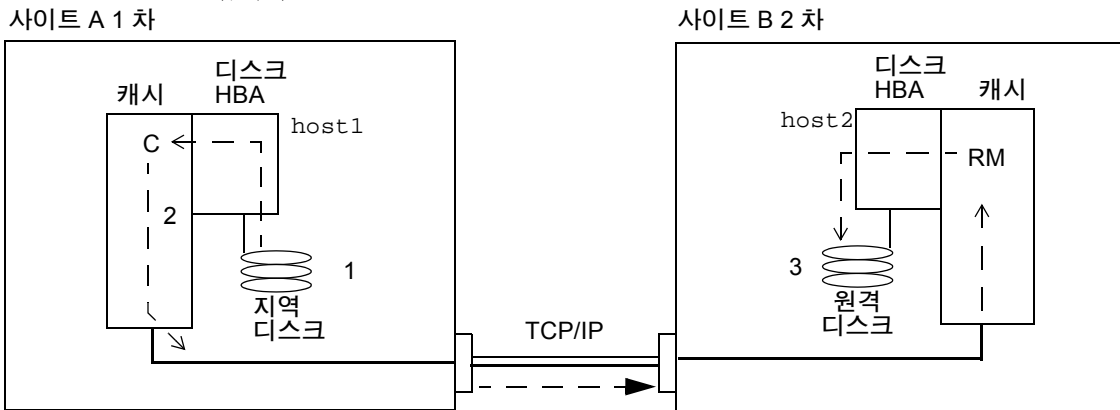 사이트 A 1 차
디스크
HBA
캐시
host1
C
2
1
지역
디스크
TCP/IP
사이트 B 2 차
디스크
HBA
캐시
host2
RM
3
원격
디스크